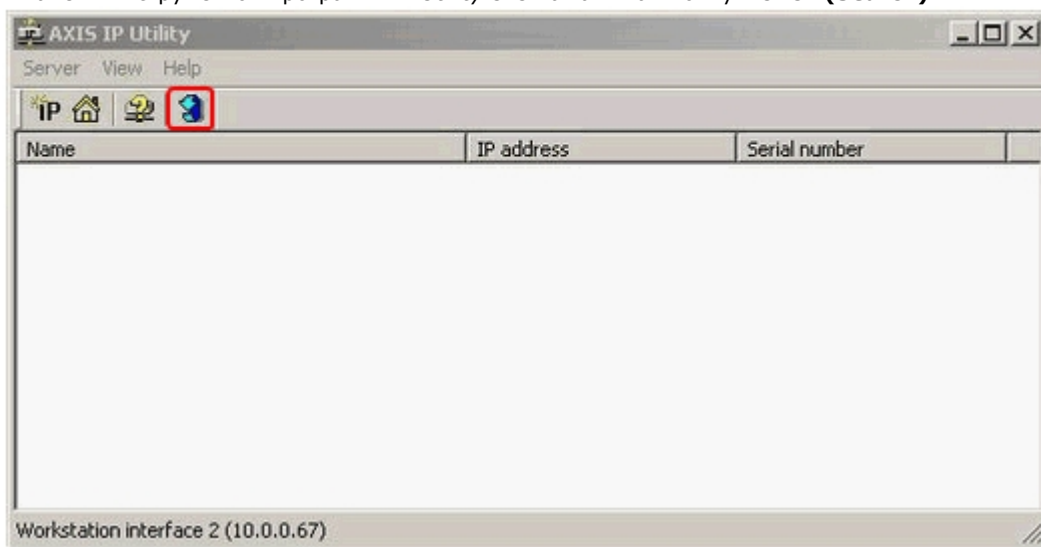 AXIS IP Utility
Server View Help
IP
Name IP address Serial number
Workstation interface 2 (10.0.0.67)